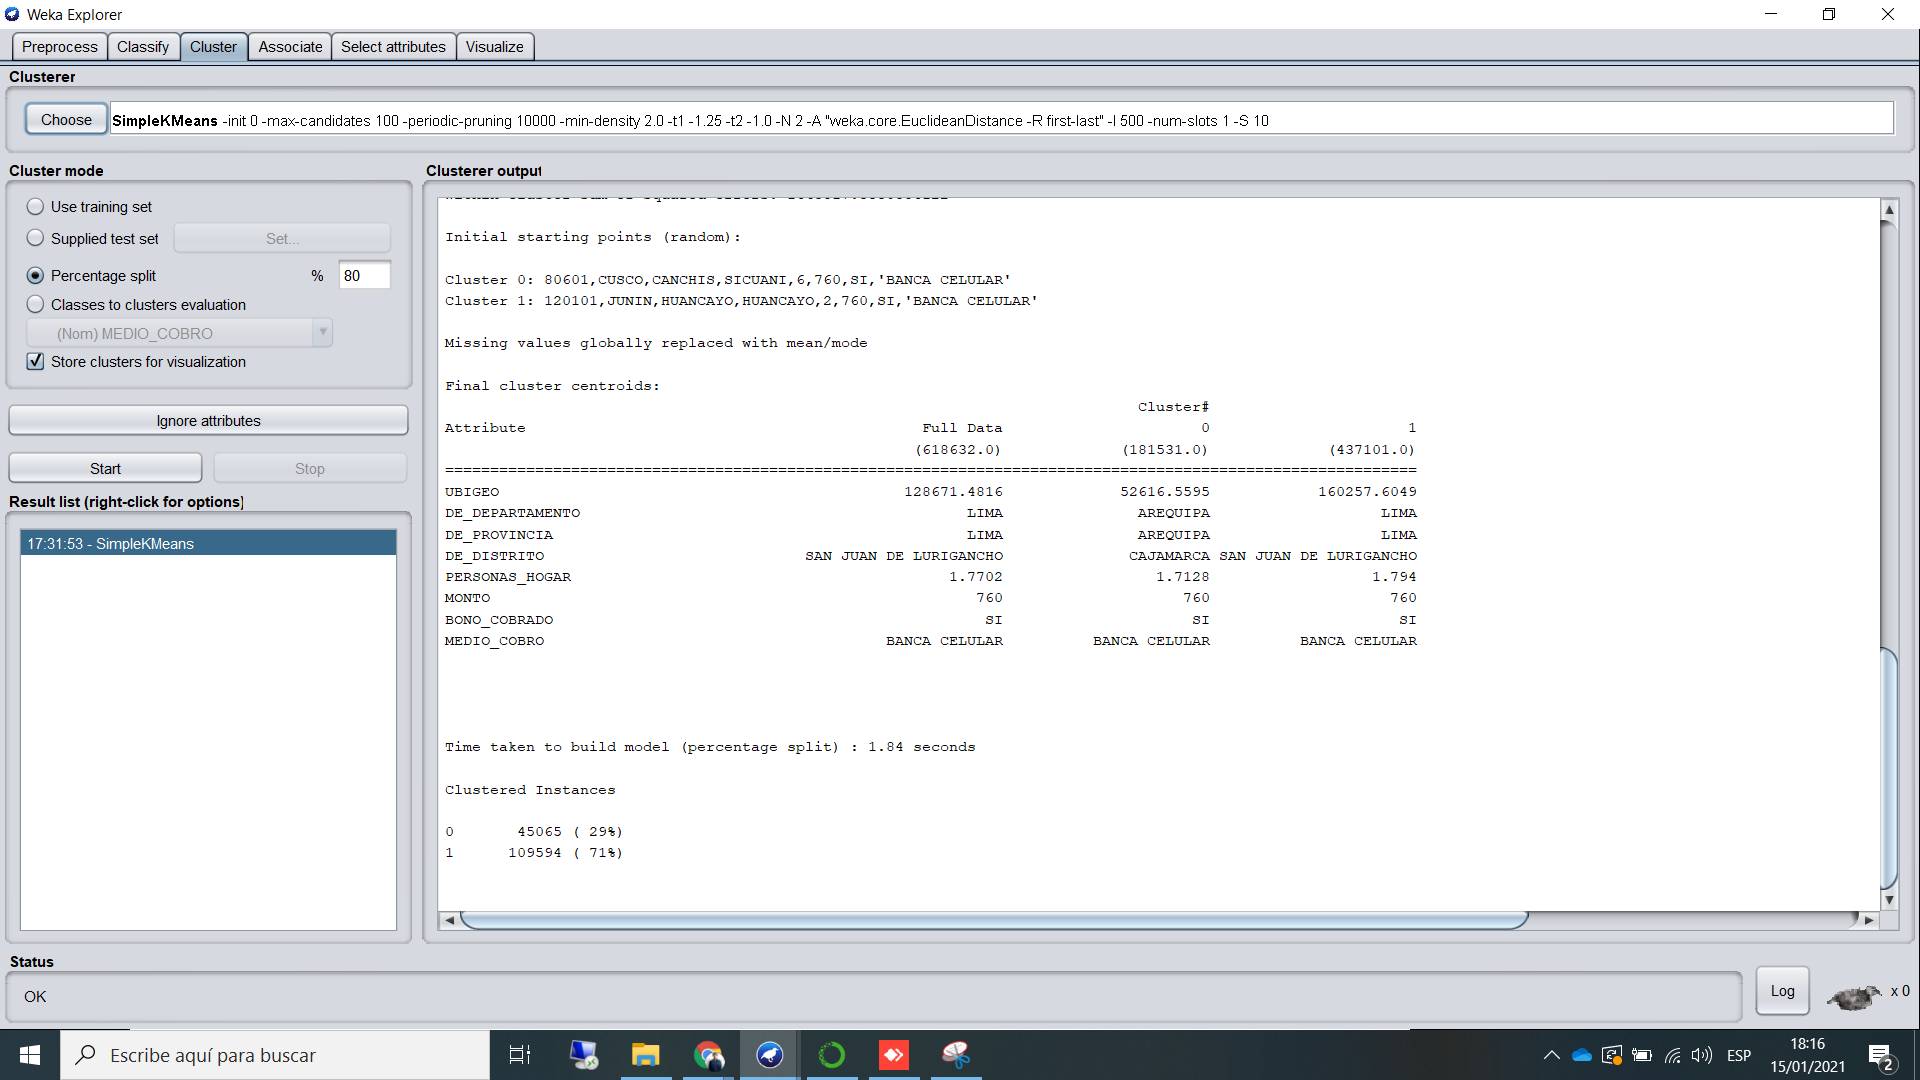 Weka Explorer
Preprocess Classify Cluster Associate Select attributes Visualize
Clusterer
Choose SimpleKMeans -init 0 -max-candidates 100 -periodic-pruning 10000 -min-density 2.0 -t1 -1.25 -t2 -1.0 -N 2 -A "weka.core.EuclideanDistance -R first-last" -I 500 -num-slots 1 -S 10
Cluster mode
Use training set
Supplied test set Set...
Percentage split % 80
Classes to clusters evaluation
(Nom) MEDIO_COBRO
Store clusters for visualization
Ignore attributes
Start Stop
Result list (right-click for options)
17:31:53 - SimpleKMeans
Clusterer output
Initial starting points (random):
Cluster 0: 80601,CUSCO,CANCHIS,SICUANI,6,760,SI,'BANCA CELULAR'
Cluster 1: 120101,JUNIN,HUANCAYO,HUANCAYO,2,760,SI,'BANCA CELULAR'
Missing values globally replaced with mean/mode
Final cluster centroids:
Cluster#
Attribute Full Data 0 1
(618632.0) (181531.0) (437101.0)
============================================================================================================
UBIGEO 128671.4816 52616.5595 160257.6049
DE_DEPARTAMENTO LIMA AREQUIPA LIMA
DE_PROVINCIA LIMA AREQUIPA LIMA
DE_DISTRITO SAN JUAN DE LURIGANCHO CAJAMARCA SAN JUAN DE LURIGANCHO
PERSONAS_HOGAR 1.7702 1.7128 1.794
MONTO 760 760 760
BONO_COBRADO SI SI SI
MEDIO_COBRO BANCA CELULAR BANCA CELULAR BANCA CELULAR
Time taken to build model (percentage split) : 1.84 seconds
Clustered Instances
0 45065 ( 29%)
1 109594 ( 71%)
Status
OK
Log
x 0
Escribe aquí para buscar
ESP
18:16
15/01/2021
2